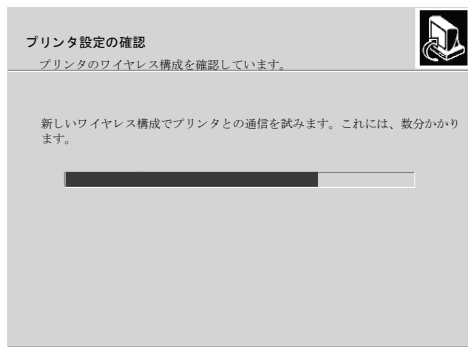 プリンタ設定の確認
プリンタのワイヤレス構成を確認しています。
新しいワイヤレス構成でプリンタとの通信を試みます。これには、数分かかり
ます。